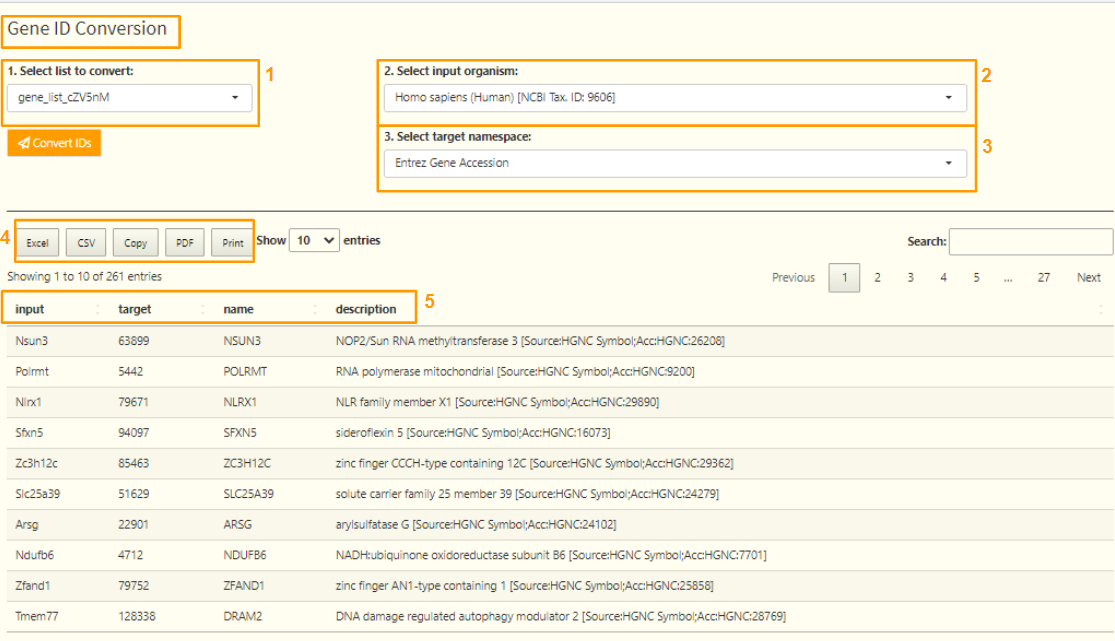 Gene ID Conversion
1. Select list to convert:
1
2. Select input organism:
2
gene_list_cZV5nM
Homo sapiens (Human) [NCBI Tax. ID: 9606]
Convert IDs
3. Select target namespace:
3
Entrez Gene Accession
4
Excel CSV Copy PDF Print Show 10 entries Search:
Showing 1 to 10 of 261 entries Previous 1 2 3 4 5 ... 27 Next
input target name description 5
Nsun3 63899 NSUN3 NOP2/Sun RNA methyltransferase 3 [Source:HGNC Symbol;Acc:HGNC:26208]
Polrmt 5442 POLRMT RNA polymerase mitochondrial [Source:HGNC Symbol;Acc:HGNC:9200]
Nlrx1 79671 NLRX1 NLR family member X1 [Source:HGNC Symbol;Acc:HGNC:29890]
Sfxn5 94097 SFXN5 sideroflexin 5 [Source:HGNC Symbol;Acc:HGNC:16073]
Zc3h12c 85463 ZC3H12C zinc finger CCCH-type containing 12C [Source:HGNC Symbol;Acc:HGNC:29362]
Slc25a39 51629 SLC25A39 solute carrier family 25 member 39 [Source:HGNC Symbol;Acc:HGNC:24279]
Arsg 22901 ARSG arylsulfatase G [Source:HGNC Symbol;Acc:HGNC:24102]
Ndufb6 4712 NDUFB6 NADH:ubiquinone oxidoreductase subunit B6 [Source:HGNC Symbol;Acc:HGNC:7701]
Zfand1 79752 ZFAND1 zinc finger AN1-type containing 1 [Source:HGNC Symbol;Acc:HGNC:25858]
Tmem77 128338 DRAM2 DNA damage regulated autophagy modulator 2 [Source:HGNC Symbol;Acc:HGNC:28769]